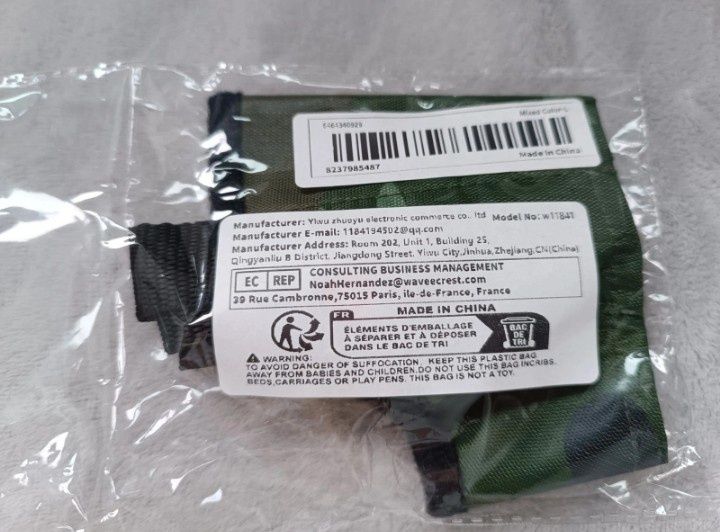 5461340929 Mixed Color-L
8237985487 Made in China
Manufacturer: Yiwu zhuoyu electronic commerce co., ltd Model No: w11841
Manufacturer E-mail: 1184194502@qq.com
Manufacturer Address: Room 202, Unit 1, Building 25,
Qingyanliu B District, Jiangdong Street, Yiwu City,Jinhua,Zhejiang,CN(China)
EC REP CONSULTING BUSINESS MANAGEMENT
NoahHernandez@waveecrest.com
39 Rue Cambronne,75015 Paris, ile-de-France, France
FR MADE IN CHINA
ÉLÉMENTS D'EMBALLAGE
À SÉPARER ET À DÉPOSER
DANS LE BAC DE TRI
BAC
DE
TRI
WARNING:
TO AVOID DANGER OF SUFFOCATION KEEP THIS PLASTIC BAG
AWAY FROM BABIES AND CHILDREN.DO NOT USE THIS BAG INCRIBS,
BEDS,CARRIAGES OR PLAY PENS. THIS BAG IS NOT A TOY.